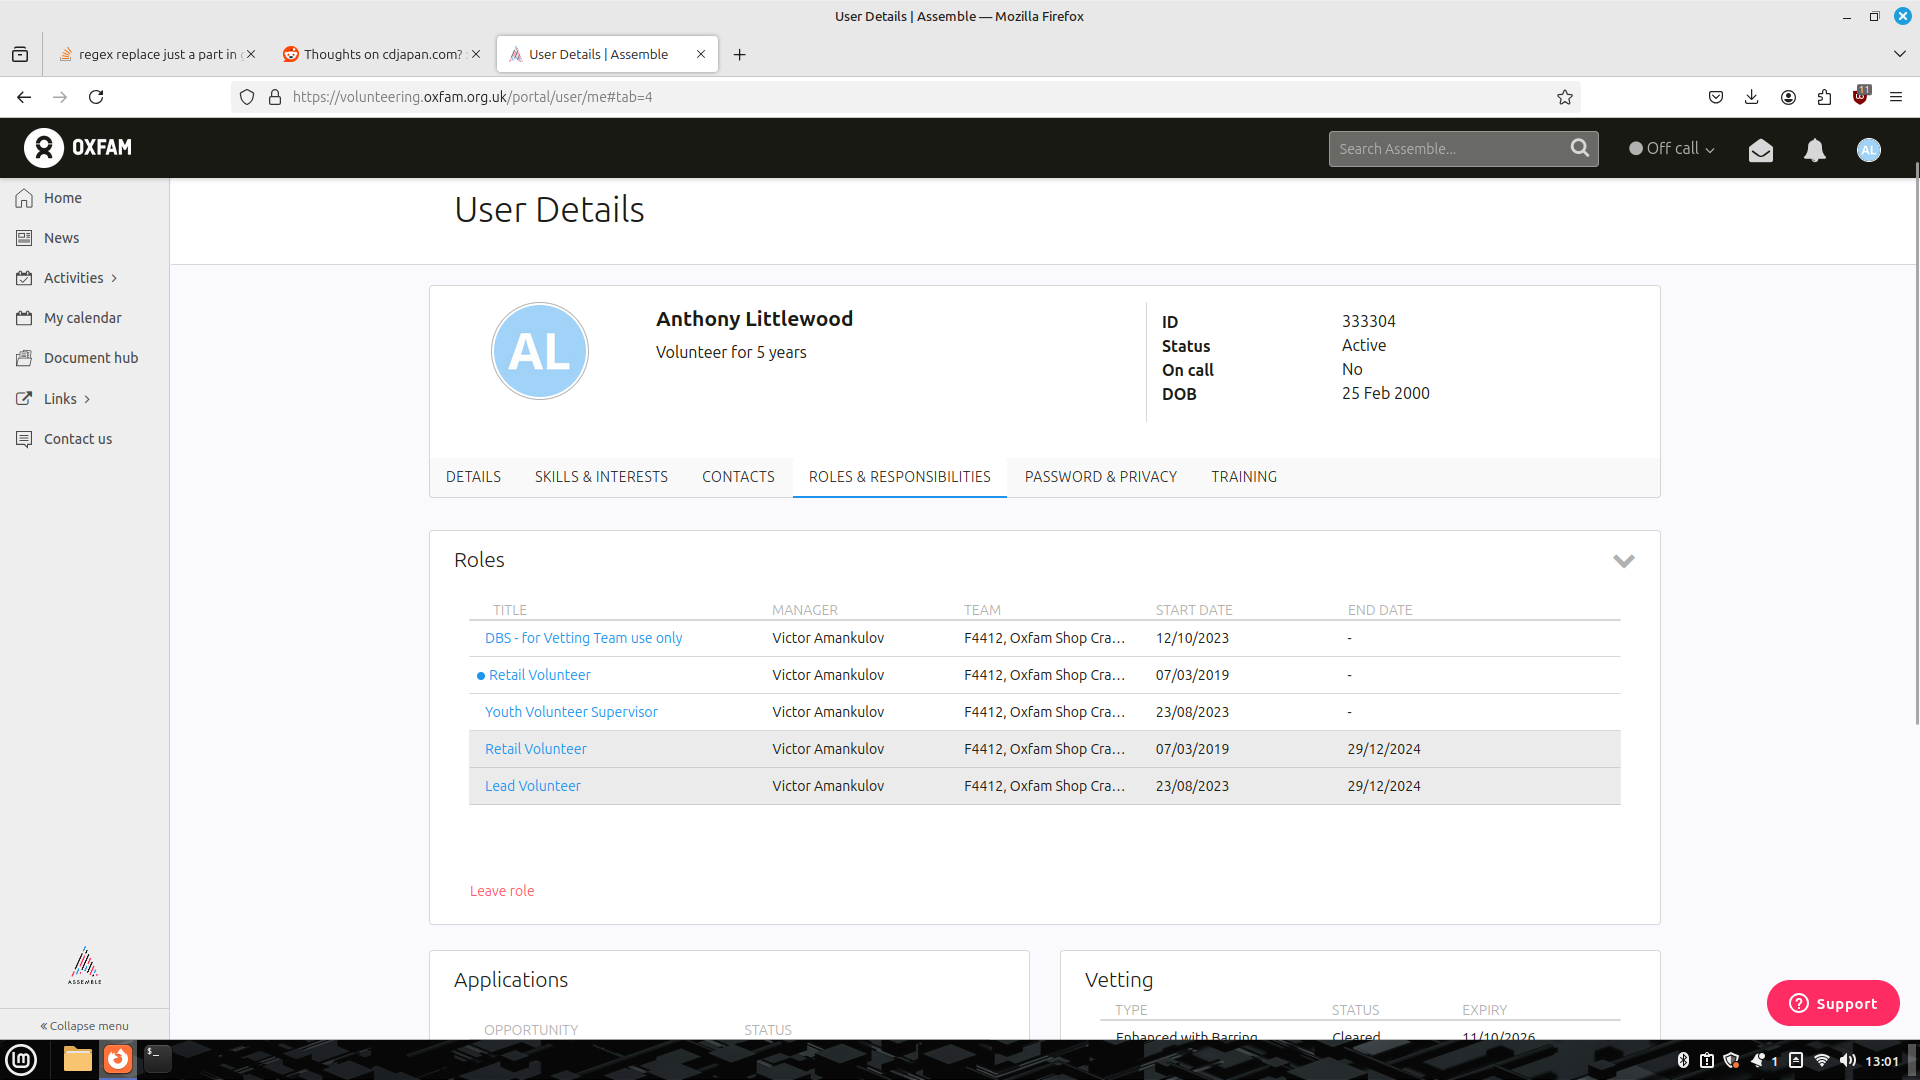 User Details | Assemble — Mozilla Firefox
regex replace just a part in
Thoughts on cdjapan.com? :
User Details | Assemble
https://volunteering.oxfam.org.uk/portal/user/me#tab=4
11
OXFAM
Search Assemble...
Off call
AL
Home
News
Activities
My calendar
Document hub
Links
Contact us
ASSEMBLE
« Collapse menu
User Details
AL
Anthony Littlewood
Volunteer for 5 years
ID 333304
Status Active
On call No
DOB 25 Feb 2000
DETAILS SKILLS & INTERESTS CONTACTS ROLES & RESPONSIBILITIES PASSWORD & PRIVACY TRAINING
Roles
TITLE MANAGER TEAM START DATE END DATE
DBS - for Vetting Team use only Victor Amankulov F4412, Oxfam Shop Cra... 12/10/2023 -
Retail Volunteer Victor Amankulov F4412, Oxfam Shop Cra... 07/03/2019 -
Youth Volunteer Supervisor Victor Amankulov F4412, Oxfam Shop Cra... 23/08/2023 -
Retail Volunteer Victor Amankulov F4412, Oxfam Shop Cra... 07/03/2019 29/12/2024
Lead Volunteer Victor Amankulov F4412, Oxfam Shop Cra... 23/08/2023 29/12/2024
Leave role
Applications
OPPORTUNITY STATUS
Vetting
TYPE STATUS EXPIRY
Enhanced with Barring Cleared 11/10/2026
Support
1
13:01